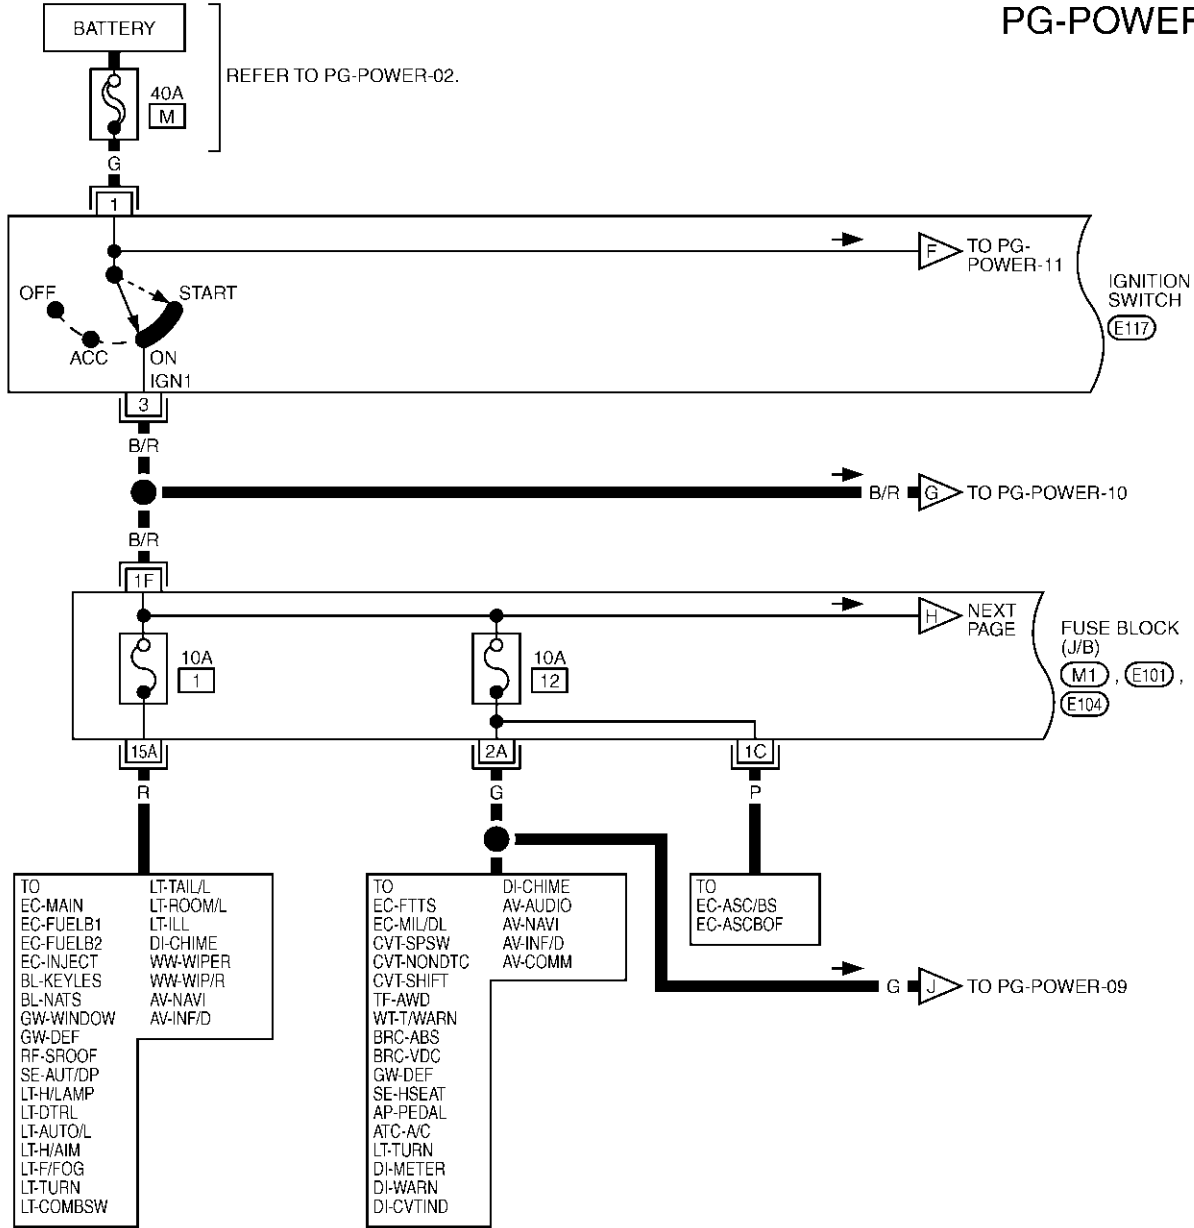 PG-POWER
BATTERY
REFER TO PG-POWER-02.
40A
M
G
1
F
TO PG-
POWER-11
IGNITION
SWITCH
E117
OFF
START
ACC
ON
IGN1
3
B/R
B/R
G
TO PG-POWER-10
B/R
1F
H
NEXT
PAGE
FUSE BLOCK
(J/B)
M1 , E101 ,
E104
10A
1
10A
12
15A
2A
1C
R
G
P
TO
EC-MAIN
EC-FUELB1
EC-FUELB2
EC-INJECT
BL-KEYLES
BL-NATS
GW-WINDOW
GW-DEF
RF-SROOF
SE-AUT/DP
LT-H/LAMP
LT-DTRL
LT-AUTO/L
LT-H/AIM
LT-F/FOG
LT-TURN
LT-COMBSW
LT-TAIL/L
LT-ROOM/L
LT-ILL
DI-CHIME
WW-WIPER
WW-WIP/R
AV-NAVI
AV-INF/D
TO
EC-FTTS
EC-MIL/DL
CVT-SPSW
CVT-NONDTC
CVT-SHIFT
TF-AWD
WT-T/WARN
BRC-ABS
BRC-VDC
GW-DEF
SE-HSEAT
AP-PEDAL
ATC-A/C
LT-TURN
DI-METER
DI-WARN
DI-CVTIND
DI-CHIME
AV-AUDIO
AV-NAVI
AV-INF/D
AV-COMM
TO
EC-ASC/BS
EC-ASCBOF
G
J
TO PG-POWER-09